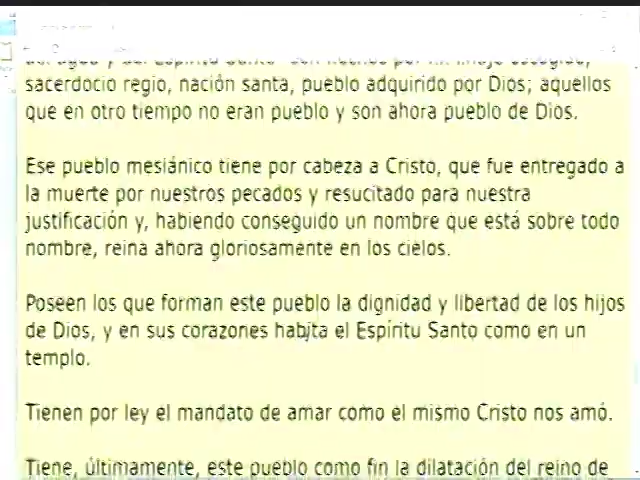 sacerdocio regio, nación santa, pueblo adquirido por Dios; aquellos
que en otro tiempo no eran pueblo y son ahora pueblo de Dios.
Ese pueblo mesiánico tiene por cabeza a Cristo, que fue entregado a
la muerte por nuestros pecados y resucitado para nuestra
justificación y, habiendo conseguido un nombre que está sobre todo
nombre, reina ahora gloriosamente en los cielos.
Poseen los que forman este pueblo la dignidad y libertad de los hijos
de Dios, y en sus corazones habita el Espíritu Santo como en un
templo.
Tienen por ley el mandato de amar como el mismo Cristo nos amó.
Tiene, últimamente, este pueblo como fin la dilatación del reino de